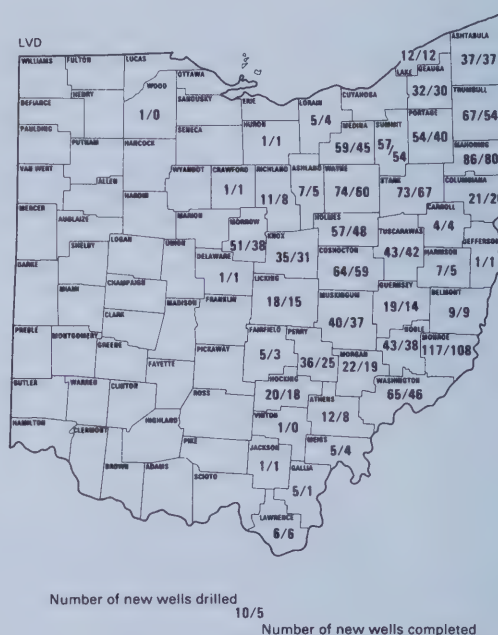 LVD
ASHTABULA
37/37
12/12
LAKE
GEAUGA
32/30
WILLIAMS
FULTON
LUCAS
OTTAWA
WOOD
1/0
HENRY
SANDUSKY
ERIE
LORAIN
5/4
CUYAHOGA
TRUMBULL
67/54
DEFIANCE
HURON
1/1
MEDINA
59/45
SUMMIT
57/
54
PORTAGE
54/40
MAHONING
86/80
PAULDING
PUTNAM
HANCOCK
SENECA
VAN WERT
ALLEN
WYANDOT
CRAWFORD
1/1
RICHLAND
11/8
ASHLAND
7/5
WAYNE
74/60
STARK
73/67
COLUMBIANA
HARDIN
CARROLL
4/4
MERCER
AUGLAIZE
MARION
MORROW
51/38
HOLMES
57/48
TUSCARAWAS
43/42
HARRISON
7/5
JEFFERSO
1/1
SHELBY
LOGAN
UNION
KNOX
35/31
COSHOCTON
64/59
DELAWARE
1/1
DARKE
CHAMPAIGN
LICKING
18/15
GUERNSEY
19/14
BELMONT
9/9
MIAMI
CLARK
MADISON
FRANKLIN
MUSKINGUM
40/37
NOBLE
43/38
MONROE
117/108
PREBLE
MONTGOMERY
GREENE
FAYETTE
PICKAWAY
FAIRFIELD
5/3
PERRY
36/25
MORGAN
22/19
WASHINGTON
65/46
BUTLER
WARREN
CLINTON
ROSS
HOCKING
20/18
ATHENS
12/8
VINTON
1/0
HAMILTON
CLERMONT
HIGHLAND
PIKE
MEIGS
5/4
JACKSON
1/1
BROWN
ADAMS
SCIOTO
GALLIA
5/1
LAWRENCE
6/6
Number of new wells drilled
10/5
Number of new wells completed